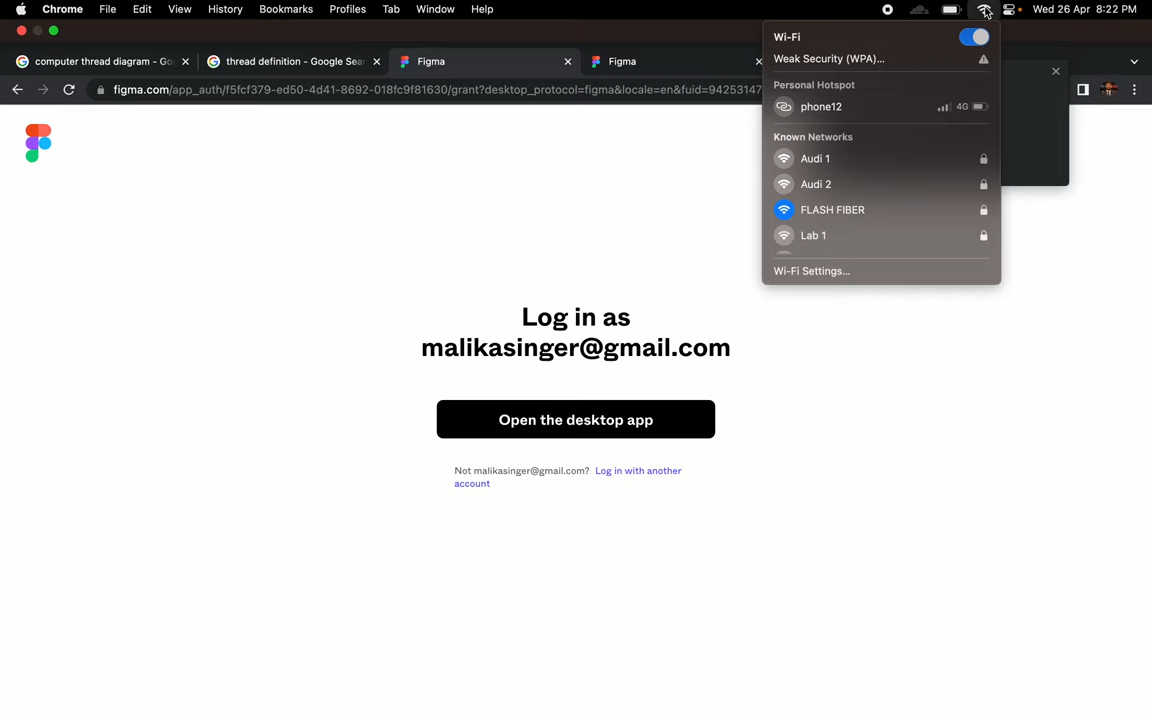 Chrome File Edit View History Bookmarks Profiles Tab Window Help Wed 26 Apr 8:22 PM
computer thread diagram - Go
thread definition - Google Sea
Figma
Figma
figma.com/app_auth/f5fcf379-ed50-4d41-8692-018fc9f81630/grant?desktop_protocol=figma&locale=en&fuid=94253147
Wi-Fi
Weak Security (WPA)...
Personal Hotspot
phone12 4G
Known Networks
Audi 1
Audi 2
FLASH FIBER
Lab 1
Wi-Fi Settings...
Log in as
malikasinger@gmail.com
Open the desktop app
Not malikasinger@gmail.com? Log in with another
account